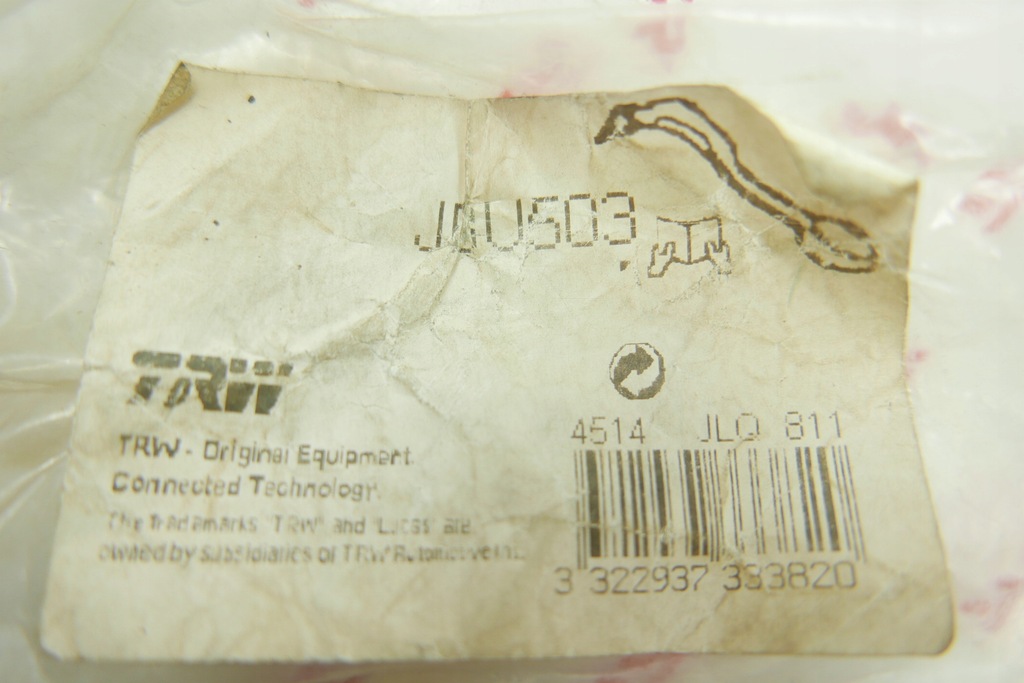 JAU503
TRW
4514 JLQ 811
TRW - Original Equipment.
Connected Technology.
The Trademarks "TRW" and "Lucas" are
owned by subsidiaries of TRW Automotive
3 322937 333820